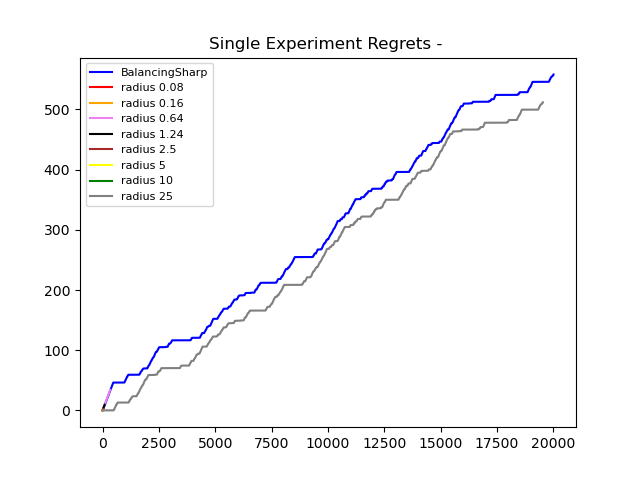 Single Experiment Regrets -
BalancingSharp
radius 0.08
radius 0.16
radius 0.64
radius 1.24
radius 2.5
radius 5
radius 10
radius 25
500
400
300
200
100
0
0 2500 5000 7500 10000 12500 15000 17500 20000